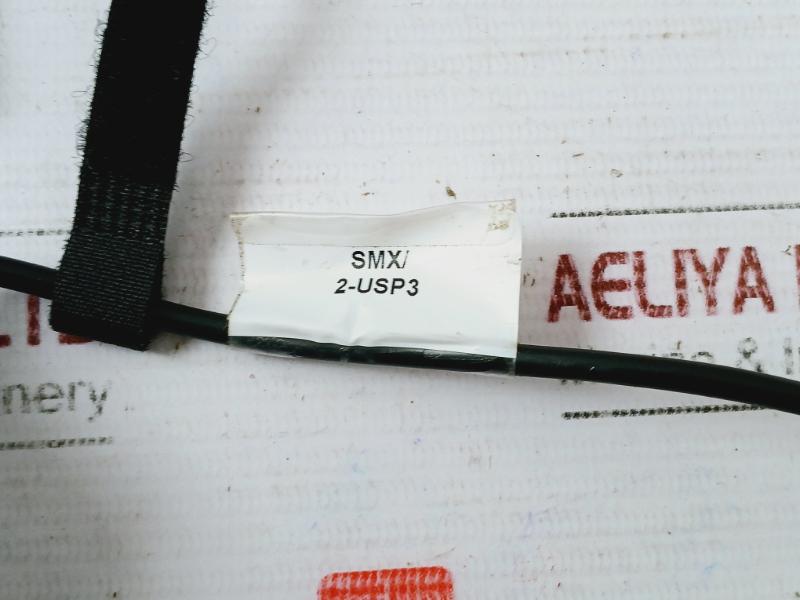 SMX/
2-USP3
AELIYA
& I
nery